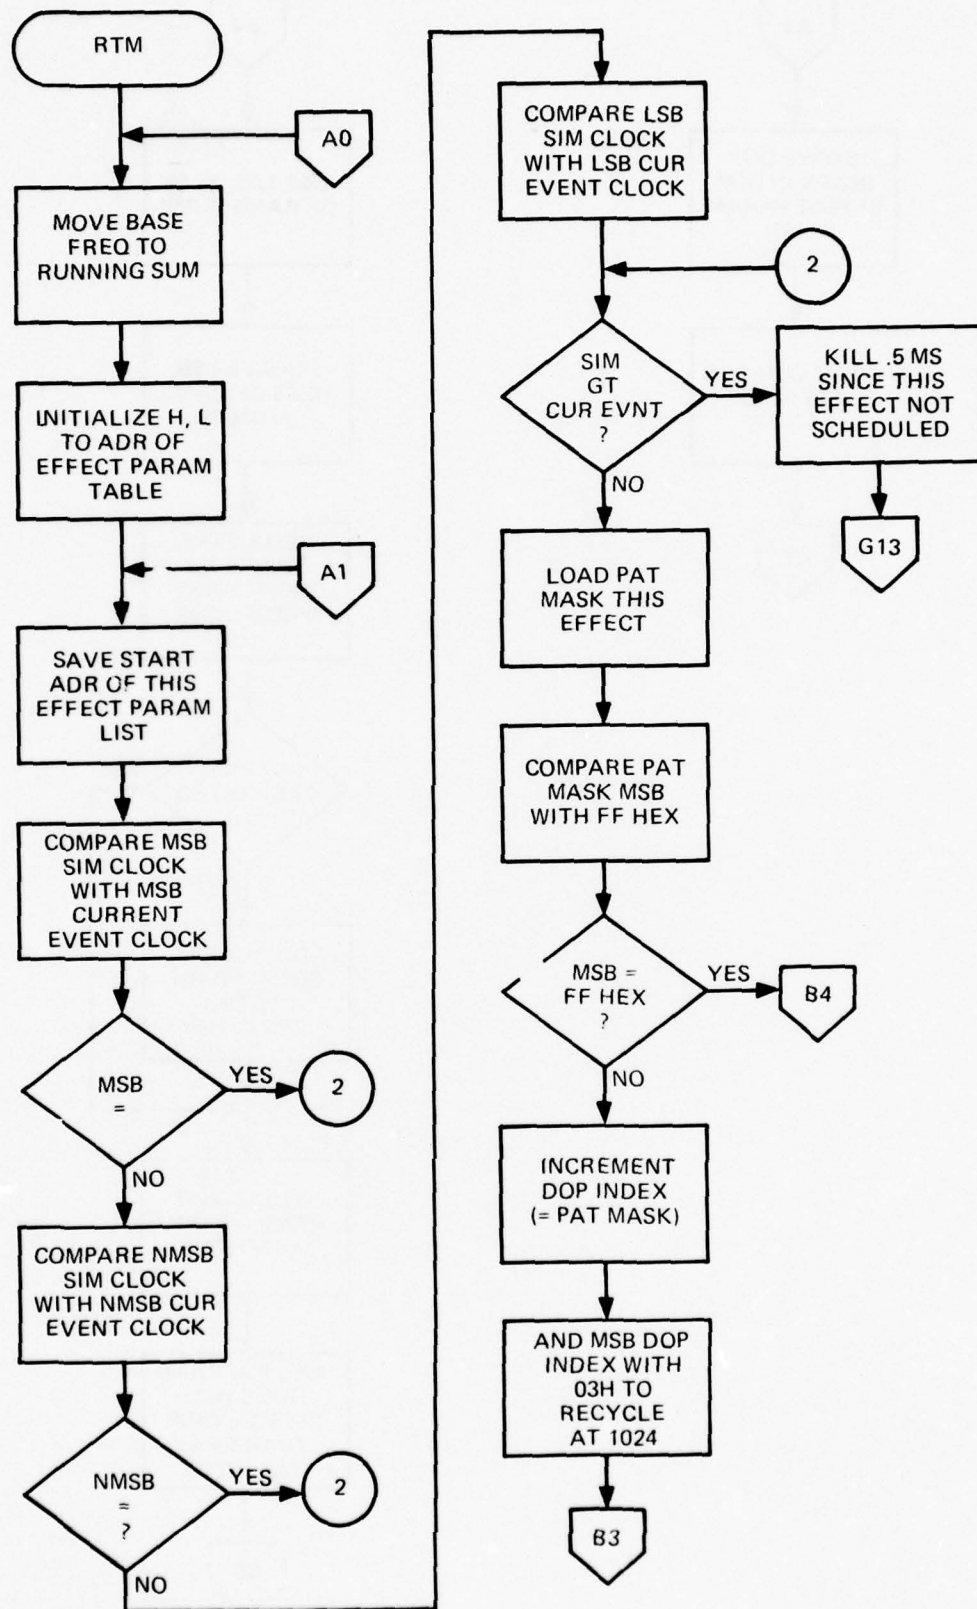 RTM
A0
MOVE BASE
FREQ TO
RUNNING SUM
INITIALIZE H, L
TO ADR OF
EFFECT PARAM
TABLE
A1
SAVE START
ADR OF THIS
EFFECT PARAM
LIST
COMPARE MSB
SIM CLOCK
WITH MSB
CURRENT
EVENT CLOCK
MSB
=
YES
2
NO
COMPARE NMSB
SIM CLOCK
WITH NMSB CUR
EVENT CLOCK
NMSB
=
?
YES
2
NO
COMPARE LSB
SIM CLOCK
WITH LSB CUR
EVENT CLOCK
2
SIM
GT
CUR EVNT
?
YES
KILL .5 MS
SINCE THIS
EFFECT NOT
SCHEDULED
G13
NO
LOAD PAT
MASK THIS
EFFECT
COMPARE PAT
MASK MSB
WITH FF HEX
MSB =
FF HEX
?
YES
B4
NO
INCREMENT
DOP INDEX
(= PAT MASK)
AND MSB DOP
INDEX WITH
03H TO
RECYCLE
AT 1024
B3